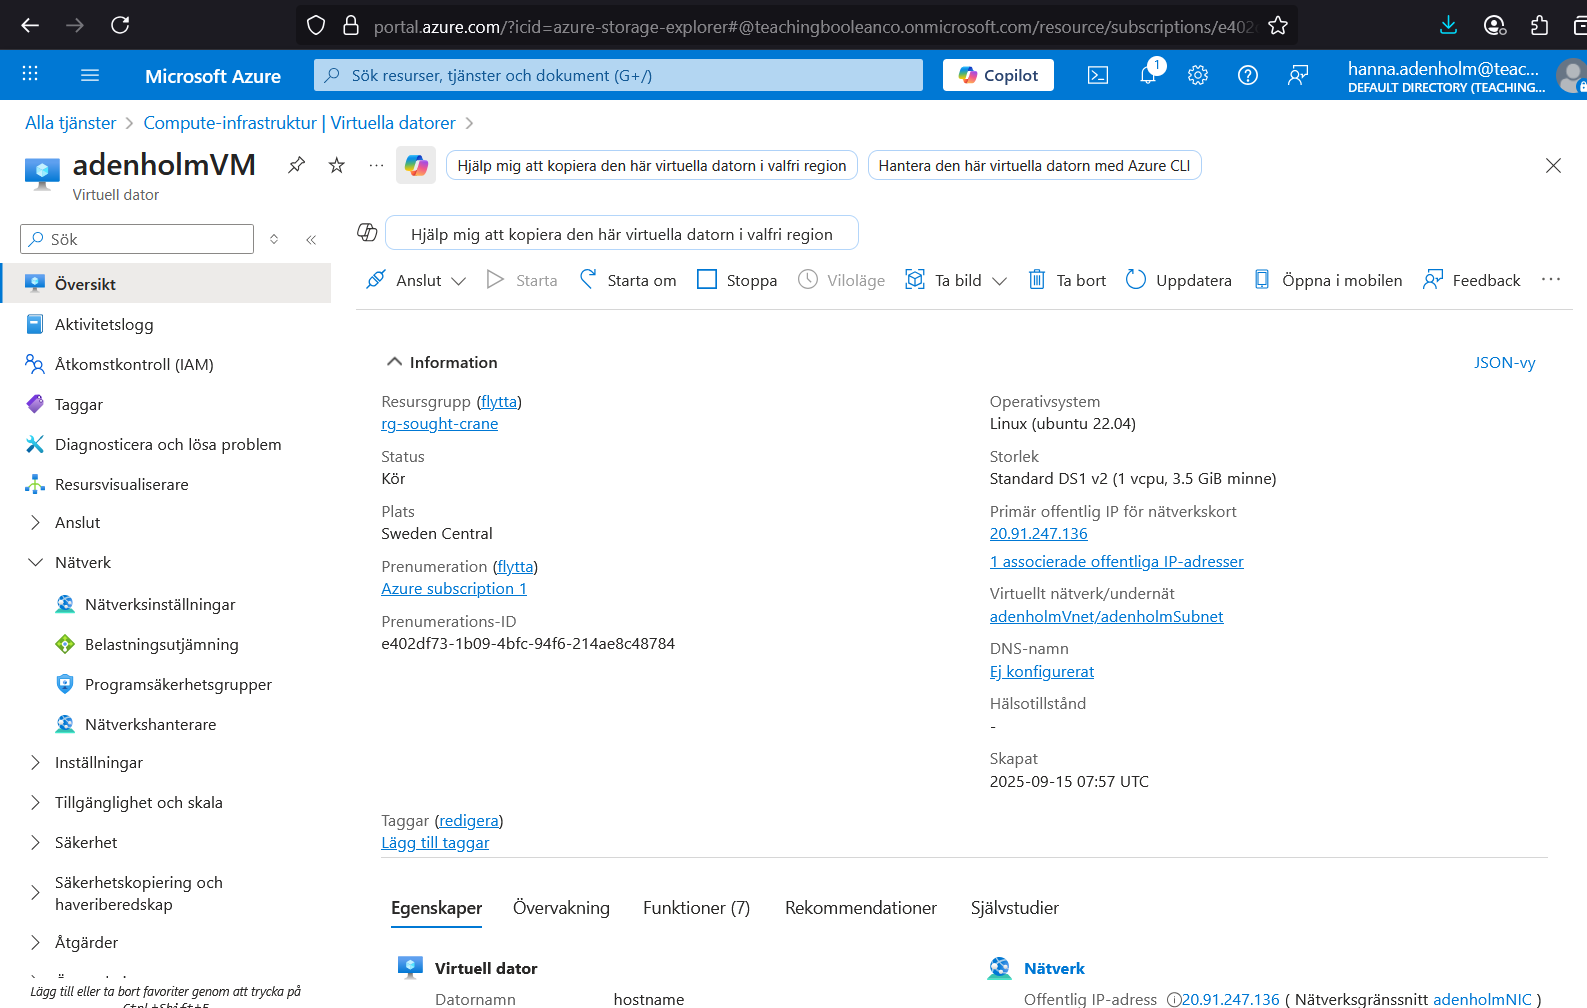 portal.azure.com/?icid=azure-storage-explorer#@teachingbooleanco.onmicrosoft.com/resource/subscriptions/e402
Microsoft Azure
Sök resurser, tjänster och dokument (G+/)
Copilot
1
hanna.adenholm@teac...
DEFAULT DIRECTORY (TEACHING...
Alla tjänster > Compute-infrastruktur | Virtuella datorer >
adenholmVM
Virtuell dator
Hjälp mig att kopiera den här virtuella datorn i valfri region
Hantera den här virtuella datorn med Azure CLI
Sök
Hjälp mig att kopiera den här virtuella datorn i valfri region
Anslut Starta Starta om Stoppa Viloläge Ta bild Ta bort Uppdatera Öppna i mobilen Feedback
Översikt
Aktivitetslogg
Åtkomstkontroll (IAM)
Taggar
Diagnosticera och lösa problem
Resursvisualiserare
Anslut
Nätverk
Nätverksinställningar
Belastningsutjämning
Programsäkerhetsgrupper
Nätverkshanterare
Inställningar
Tillgänglighet och skala
Säkerhet
Säkerhetskopiering och
haveriberedskap
Åtgärder
Lägg till eller ta bort favoriter genom att trycka på
Ctrl+Shift+F
Information
JSON-vy
Resursgrupp (flytta)
rg-sought-crane
Status
Kör
Plats
Sweden Central
Prenumeration (flytta)
Azure subscription 1
Prenumerations-ID
e402df73-1b09-4bfc-94f6-214ae8c48784
Operativsystem
Linux (ubuntu 22.04)
Storlek
Standard DS1 v2 (1 vcpu, 3.5 GiB minne)
Primär offentlig IP för nätverkskort
20.91.247.136
1 associerade offentliga IP-adresser
Virtuellt nätverk/undernät
adenholmVnet/adenholmSubnet
DNS-namn
Ej konfigurerat
Hälsotillstånd
-
Skapat
2025-09-15 07:57 UTC
Taggar (redigera)
Lägg till taggar
Egenskaper Övervakning Funktioner (7) Rekommendationer Självstudier
Virtuell dator
Datornamn hostname
Nätverk
Offentlig IP-adress 20.91.247.136 ( Nätverksgränssnitt adenholmNIC )